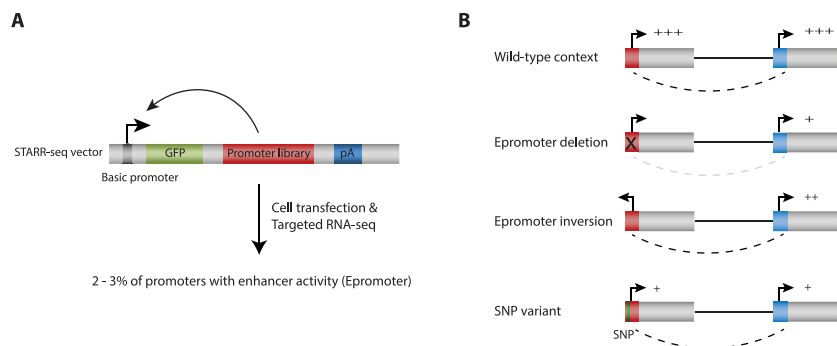 A
STARR-seq vector
GFP
Promoter library
pA
Basic promoter
Cell transfection &
Targeted RNA-seq
2 - 3% of promoters with enhancer activity (Epromoter)
B
Wild-type context
+++
+++
Epromoter deletion
X
+
Epromoter inversion
++
SNP variant
+
+
SNP